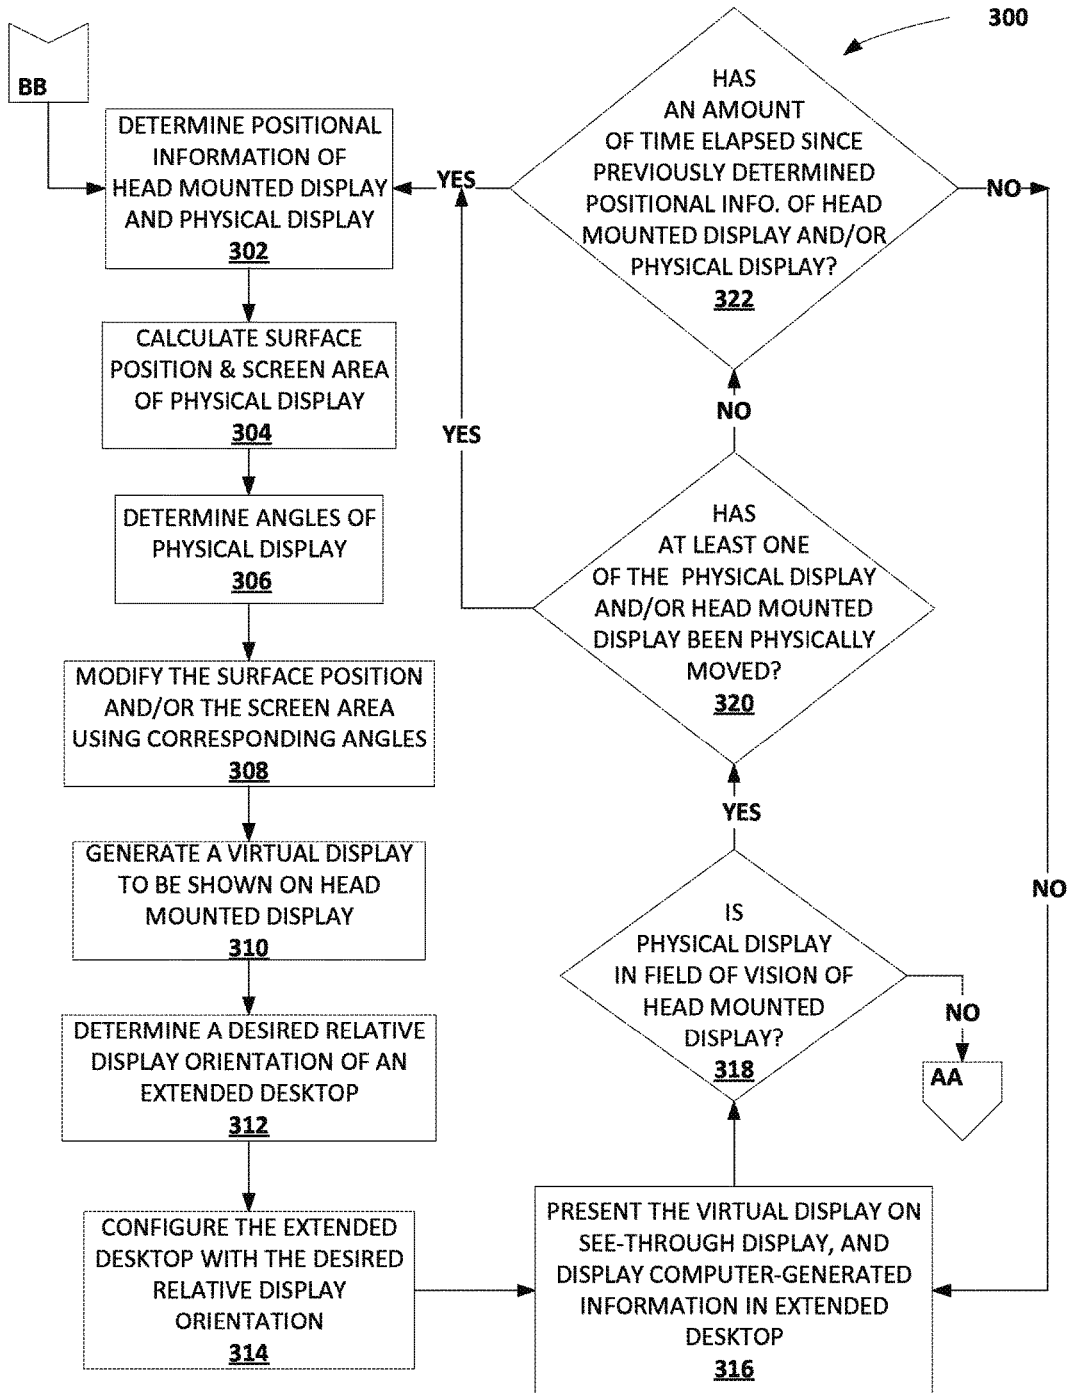 BB
DETERMINE POSITIONAL
INFORMATION OF
HEAD MOUNTED DISPLAY
AND PHYSICAL DISPLAY
302
CALCULATE SURFACE
POSITION & SCREEN AREA
OF PHYSICAL DISPLAY
304
DETERMINE ANGLES OF
PHYSICAL DISPLAY
306
MODIFY THE SURFACE POSITION
AND/OR THE SCREEN AREA
USING CORRESPONDING ANGLES
308
GENERATE A VIRTUAL DISPLAY
TO BE SHOWN ON HEAD
MOUNTED DISPLAY
310
DETERMINE A DESIRED RELATIVE
DISPLAY ORIENTATION OF AN
EXTENDED DESKTOP
312
CONFIGURE THE EXTENDED
DESKTOP WITH THE DESIRED
RELATIVE DISPLAY
ORIENTATION
314
PRESENT THE VIRTUAL DISPLAY ON
SEE-THROUGH DISPLAY, AND
DISPLAY COMPUTER-GENERATED
INFORMATION IN EXTENDED
DESKTOP
316
IS
PHYSICAL DISPLAY
IN FIELD OF VISION OF
HEAD MOUNTED
DISPLAY?
318
NO
AA
YES
HAS
AT LEAST ONE
OF THE PHYSICAL DISPLAY
AND/OR HEAD MOUNTED
DISPLAY BEEN PHYSICALLY
MOVED?
320
YES
NO
HAS
AN AMOUNT
OF TIME ELAPSED SINCE
PREVIOUSLY DETERMINED
POSITIONAL INFO. OF HEAD
MOUNTED DISPLAY AND/OR
PHYSICAL DISPLAY?
322
YES
NO
NO
300